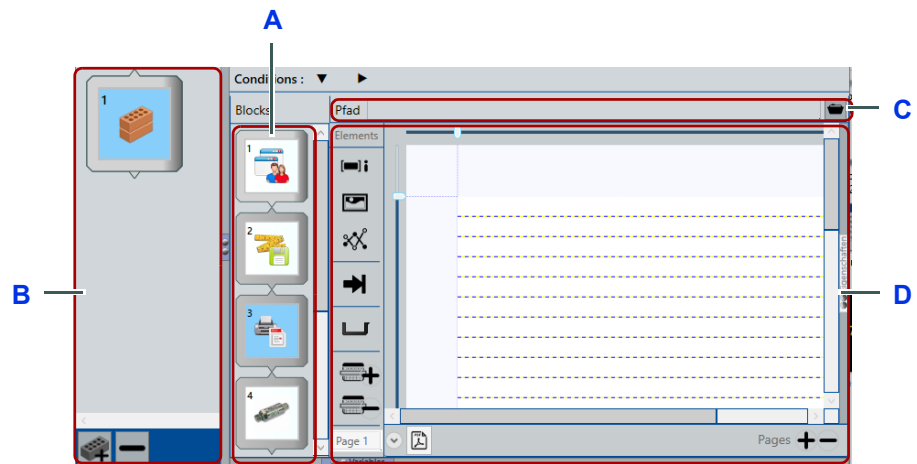 A
Conditions :
1
Blocks
Pfad
C
Elements
1
2
B
D
3
4
Page 1
Pages